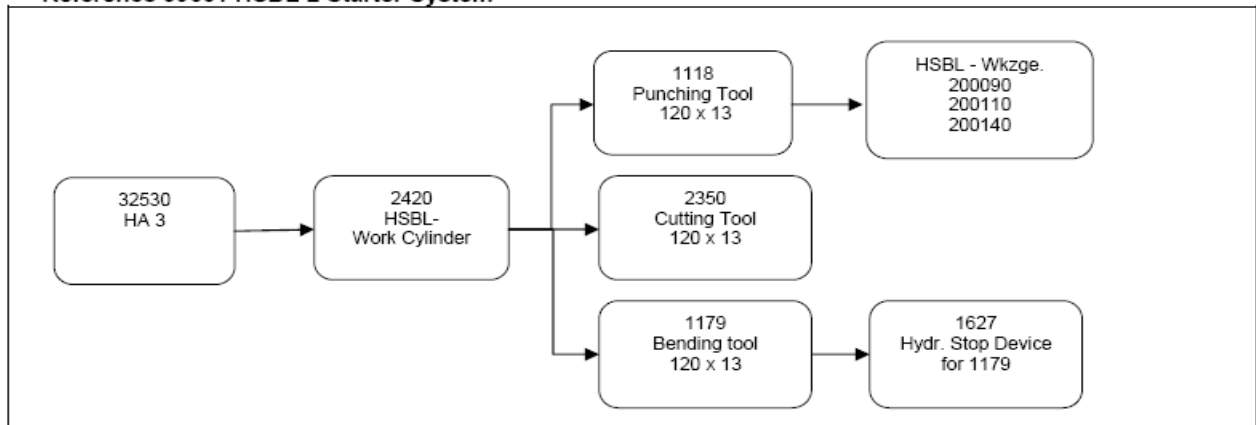 1118
Punching Tool
120 x 13
HSBL - Wkzge.
200090
200110
200140
32530
HA 3
2420
HSBL-
Work Cylinder
2350
Cutting Tool
120 x 13
1179
Bending tool
120 x 13
1627
Hydr. Stop Device
for 1179